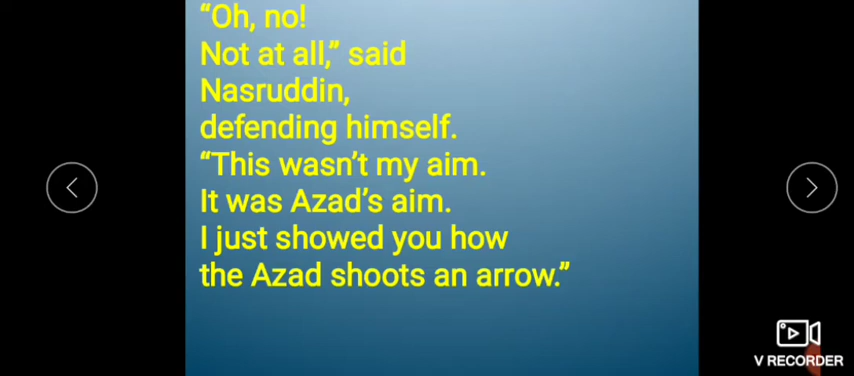 “Oh, no!
Not at all,” said
Nasruddin,
defending himself.
“This wasn’t my aim.
It was Azad’s aim.
I just showed you how
the Azad shoots an arrow.”
V RECORDER